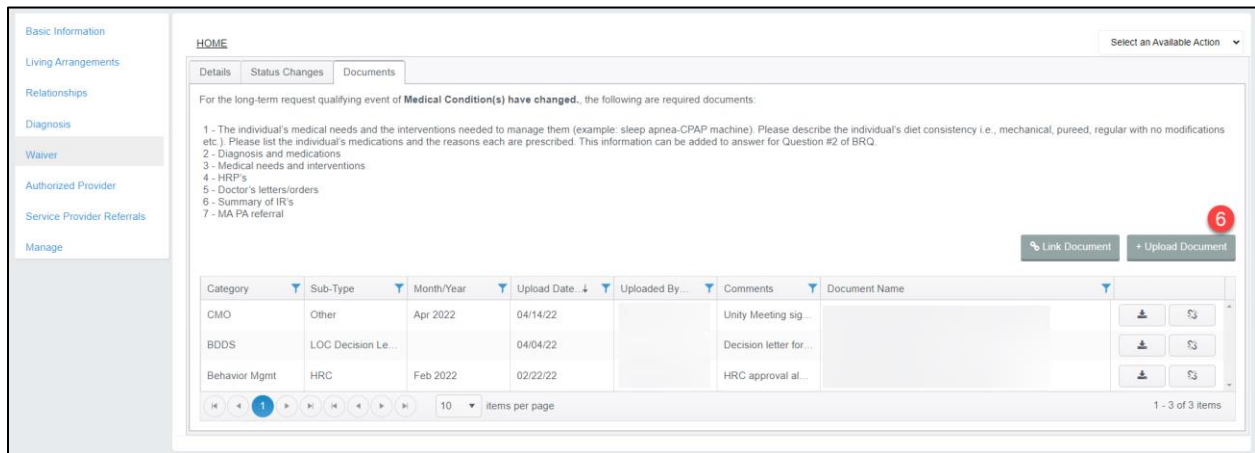 Basic Information
Living Arrangements
Relationships
Diagnosis
Waiver
Authorized Provider
Service Provider Referrals
Manage
HOME
Select an Available Action
Details Status Changes Documents
For the long-term request qualifying event of Medical Condition(s) have changed., the following are required documents:
1 - The individual's medical needs and the interventions needed to manage them (example: sleep apnea-CPAP machine). Please describe the individual's diet consistency i.e., mechanical, pureed, regular with no modifications
etc.). Please list the individual's medications and the reasons each are prescribed. This information can be added to answer for Question #2 of BRQ.
2 - Diagnosis and medications
3 - Medical needs and interventions
4 - HRP's
5 - Doctor's letters/orders
6 - Summary of IR's
7 - MA PA referral
6
Link Document + Upload Document
Category Sub-Type Month/Year Upload Date... Uploaded By... Comments Document Name
CMO Other Apr 2022 04/14/22 Unity Meeting sig...
BDDS LOC Decision Le... 04/04/22 Decision letter for...
Behavior Mgmt HRC Feb 2022 02/22/22 HRC approval al...
1 10 items per page 1 - 3 of 3 items